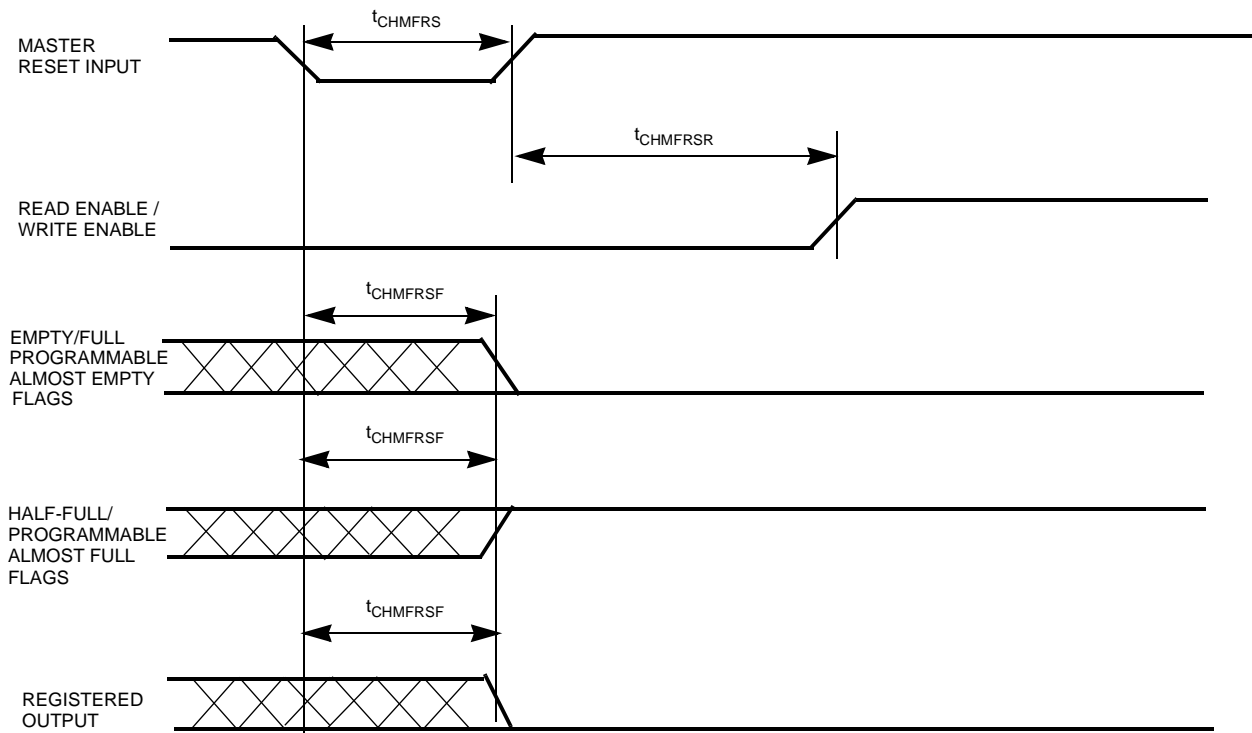 tCHMFRS
MASTER
RESET INPUT
tCHMFRSR
READ ENABLE /
WRITE ENABLE
tCHMFRSF
EMPTY/FULL
PROGRAMMABLE
ALMOST EMPTY
FLAGS
tCHMFRSF
HALF-FULL/
PROGRAMMABLE
ALMOST FULL
FLAGS
tCHMFRSF
REGISTERED
OUTPUT